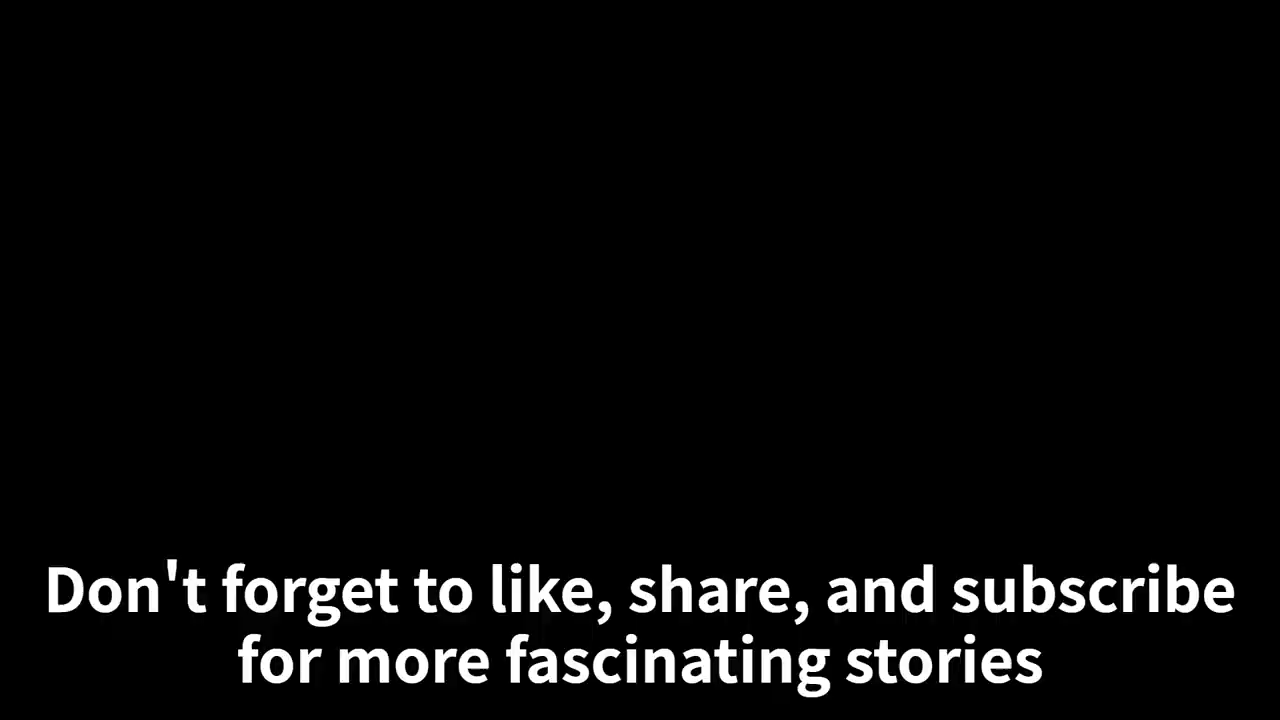 Don't forget to like, share, and subscribe
for more fascinating stories